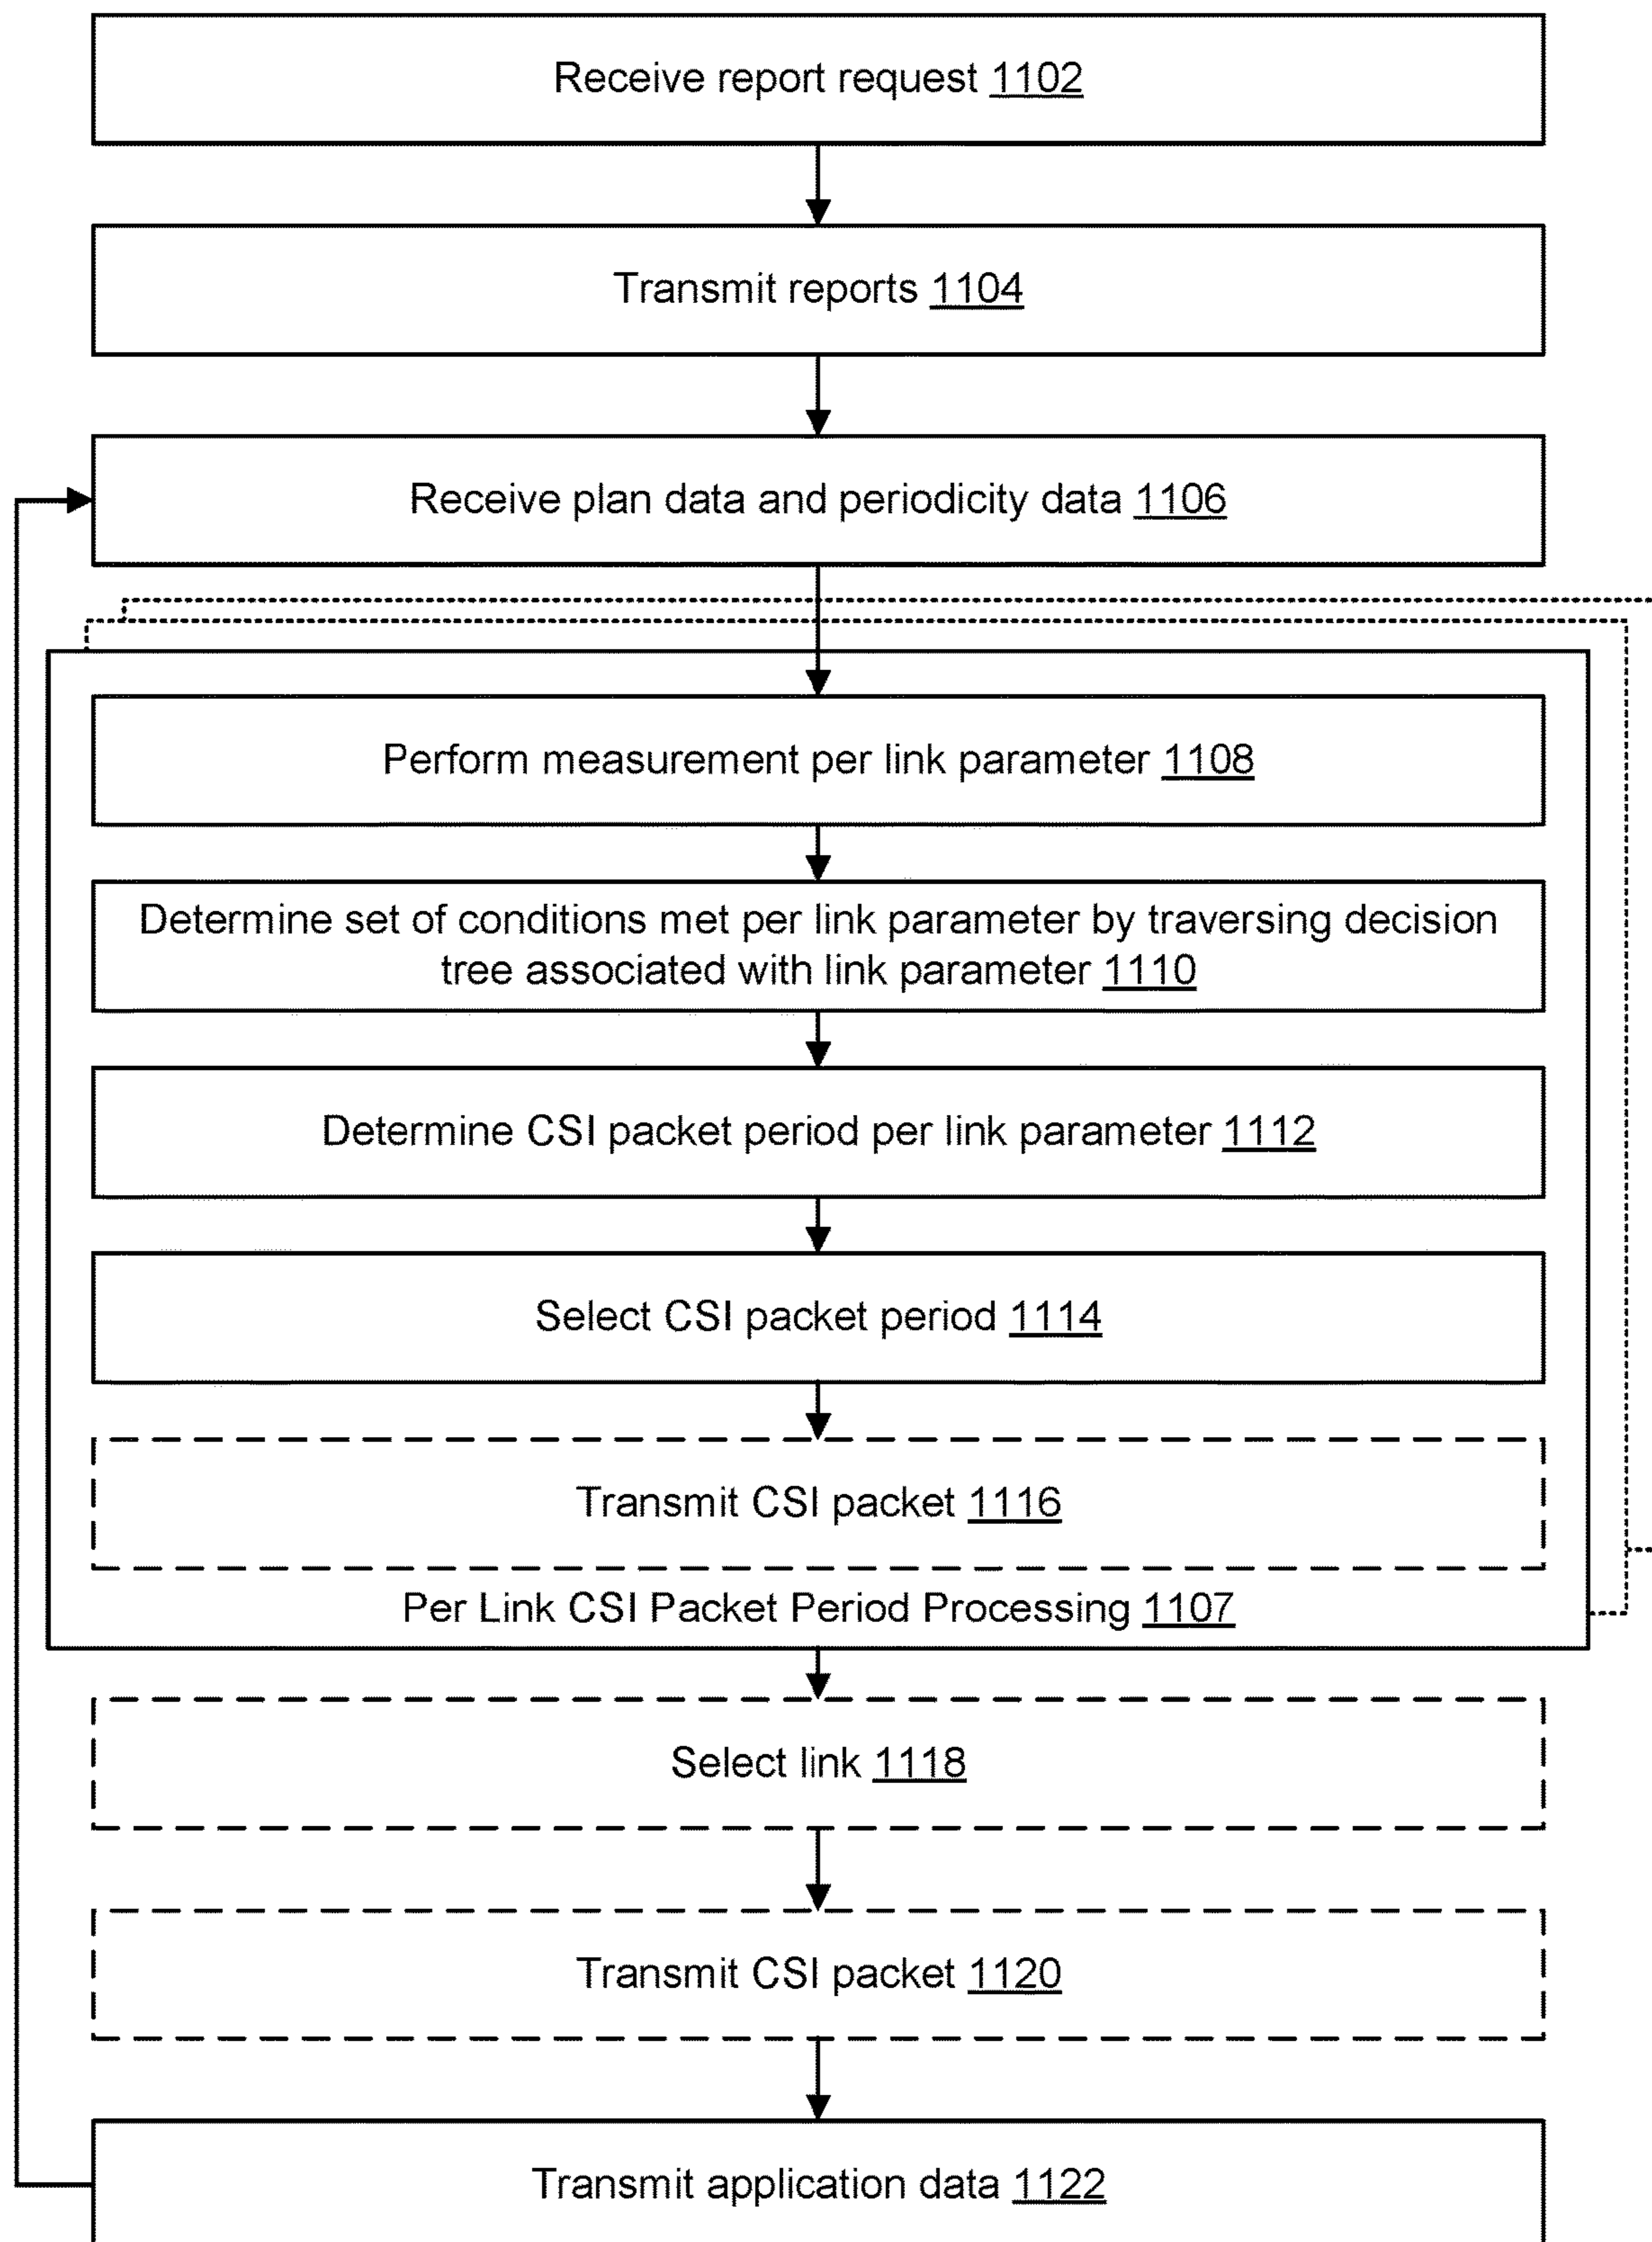 Receive report request 1102
Transmit reports 1104
Receive plan data and periodicity data 1106
Perform measurement per link parameter 1108
Determine set of conditions met per link parameter by traversing decision
tree associated with link parameter 1110
Determine CSI packet period per link parameter 1112
Select CSI packet period 1114
Transmit CSI packet 1116
Per Link CSI Packet Period Processing 1107
Select link 1118
Transmit CSI packet 1120
Transmit application data 1122